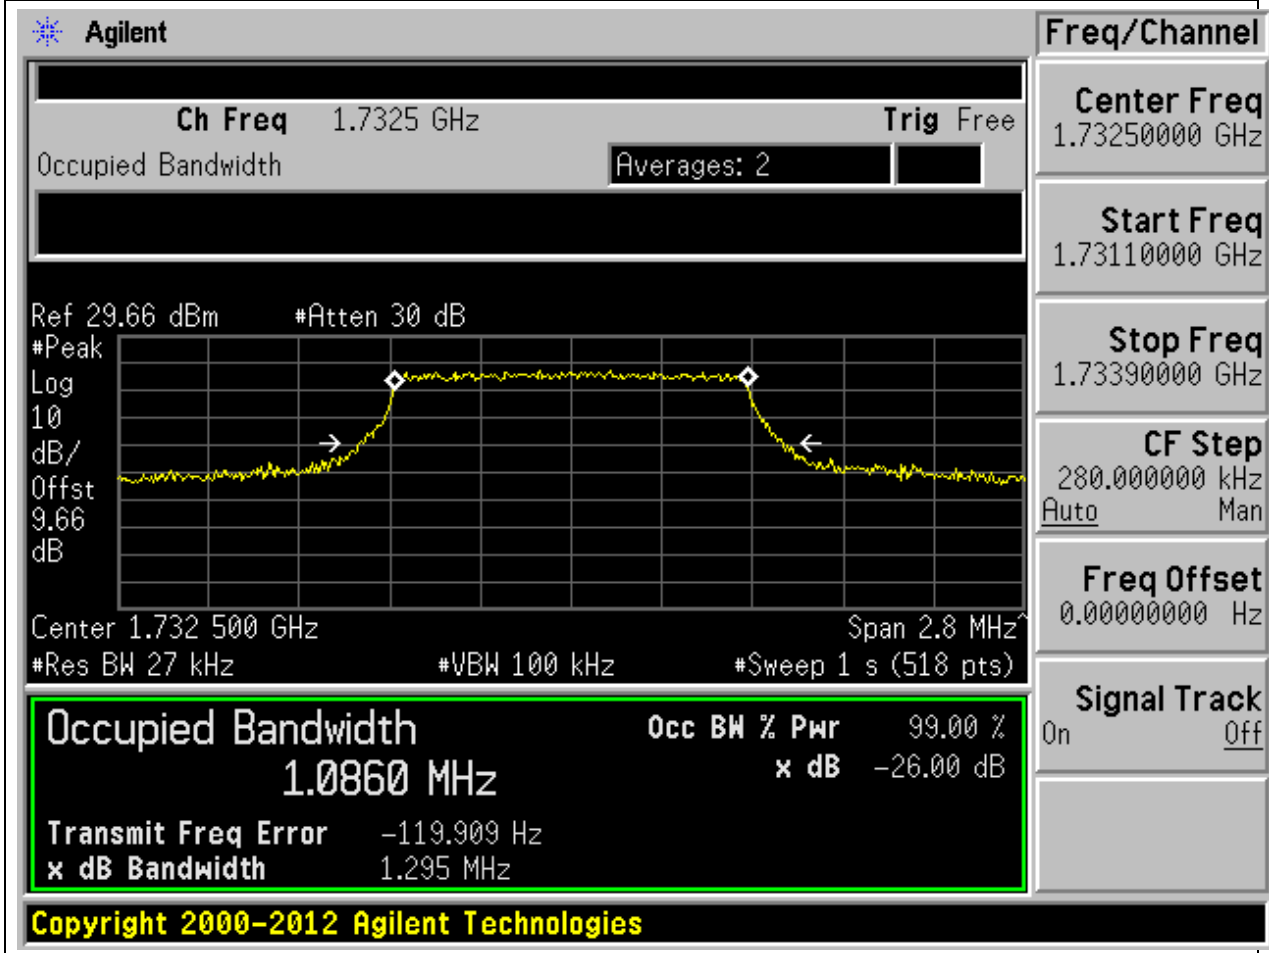 Agilent
Freq/Channel
Ch Freq 1.7325 GHz Trig Free
Occupied Bandwidth Averages: 2
Center Freq
1.73250000 GHz
Start Freq
1.73110000 GHz
Stop Freq
1.73390000 GHz
CF Step
280.000000 kHz
Auto Man
Freq Offset
0.00000000 Hz
Signal Track
On Off
Ref 29.66 dBm #Atten 30 dB
#Peak
Log
10
dB/
Offst
9.66
dB
Center 1.732 500 GHz Span 2.8 MHz^
#Res BW 27 kHz #VBW 100 kHz #Sweep 1 s (518 pts)
Occupied Bandwidth Occ BW % Pwr 99.00 %
1.0860 MHz x dB -26.00 dB
Transmit Freq Error -119.909 Hz
x dB Bandwidth 1.295 MHz
Copyright 2000-2012 Agilent Technologies